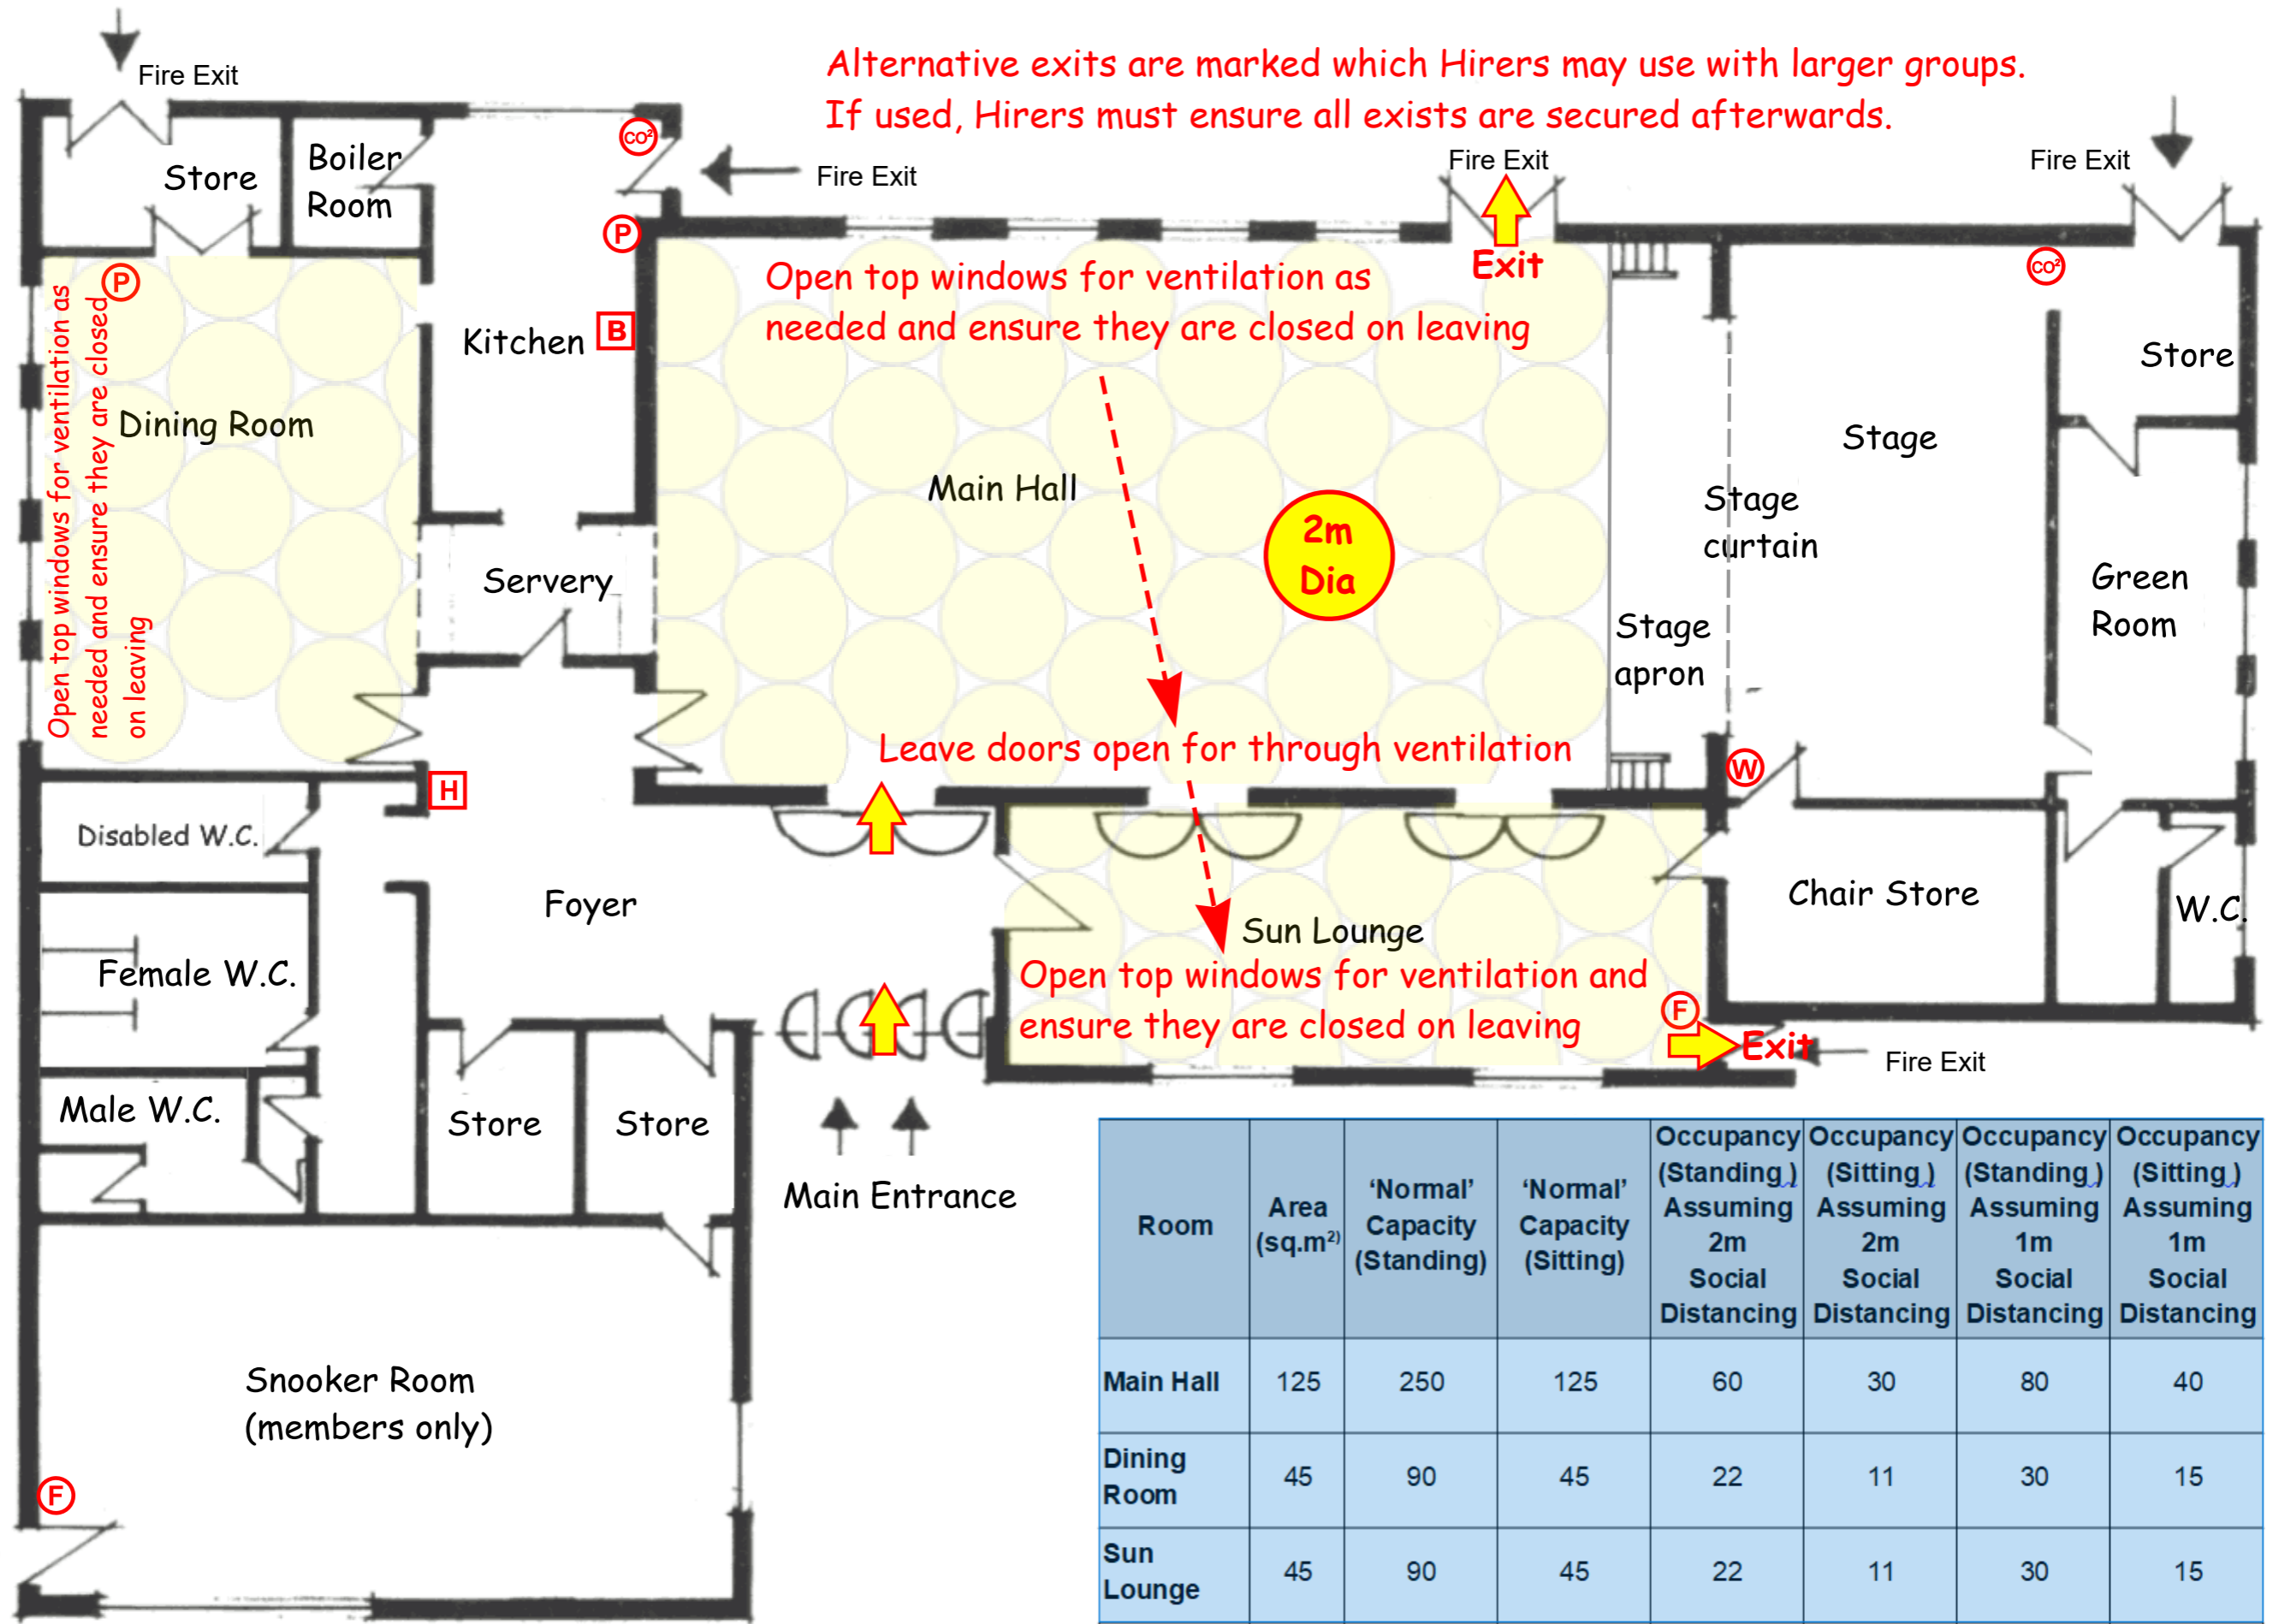 Alternative exits are marked which Hirers may use with larger groups.
If used, Hirers must ensure all exists are secured afterwards.
Fire Exit
Fire Exit
Fire Exit
Fire Exit
Exit
Store
Boiler
Room
CO²
P
P
B
Kitchen
Open top windows for ventilation as
needed and ensure they are closed
on leaving
Dining Room
Open top windows for ventilation as
needed and ensure they are closed on leaving
Main Hall
2m
Dia
CO²
Store
Stage
Stage
curtain
Stage
apron
Green
Room
Servery
Leave doors open for through ventilation
W
H
Disabled W.C.
Foyer
Female W.C.
Male W.C.
Sun Lounge
Open top windows for ventilation and
ensure they are closed on leaving
F
Exit
Fire Exit
Chair Store
W.C.
Store
Store
Main Entrance
Snooker Room
(members only)
F
Room
Area
(sq.m²)
‘Normal’
Capacity
(Standing)
‘Normal’
Capacity
(Sitting)
Occupancy
(Standing )
Assuming
2m
Social
Distancing
Occupancy
(Sitting )
Assuming
2m
Social
Distancing
Occupancy
(Standing )
Assuming
1m
Social
Distancing
Occupancy
(Sitting )
Assuming
1m
Social
Distancing
Main Hall 125 250 125 60 30 80 40
Dining
Room 45 90 45 22 11 30 15
Sun
Lounge 45 90 45 22 11 30 15